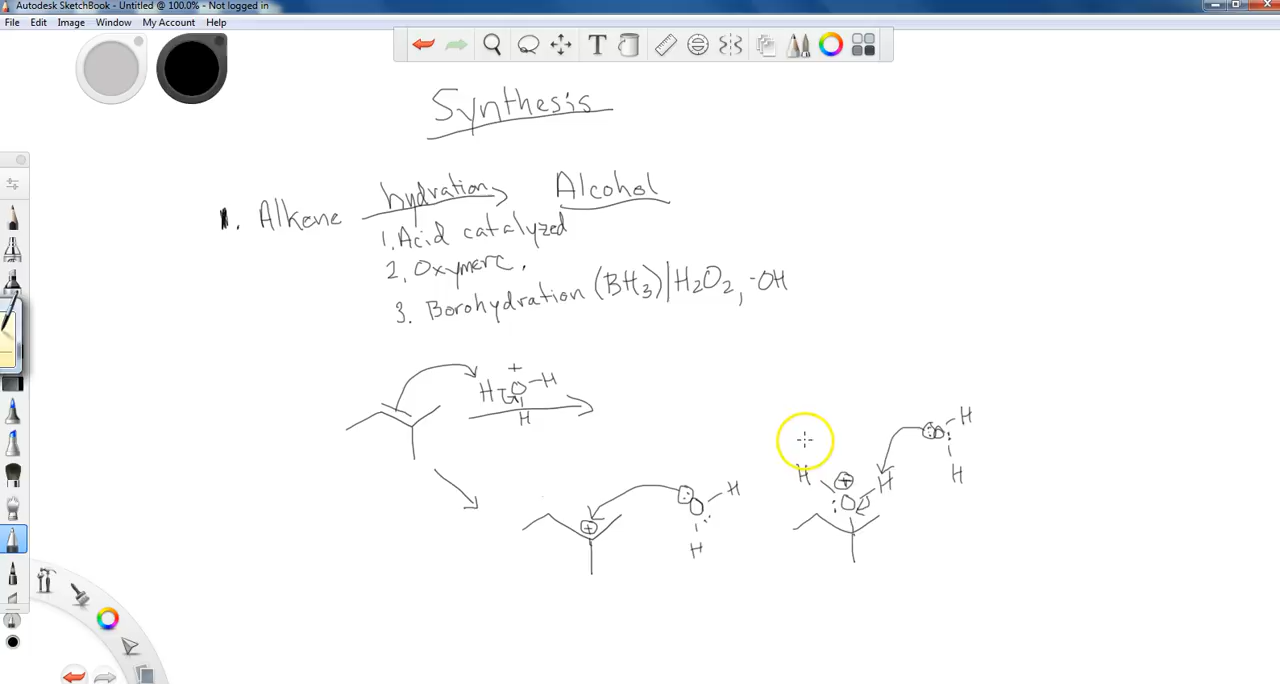 Autodesk SketchBook - Untitled @ 100.0% - Not logged in
File Edit Image Window My Account Help
T
Synthesis
1. Alkene hydration Alcohol
1. Acid catalyzed
2. Oxymerc.
3. Borohydration (BH3) | H2O2, -OH
+
H O - H
H
+ O H
H
H + O H
O H
H